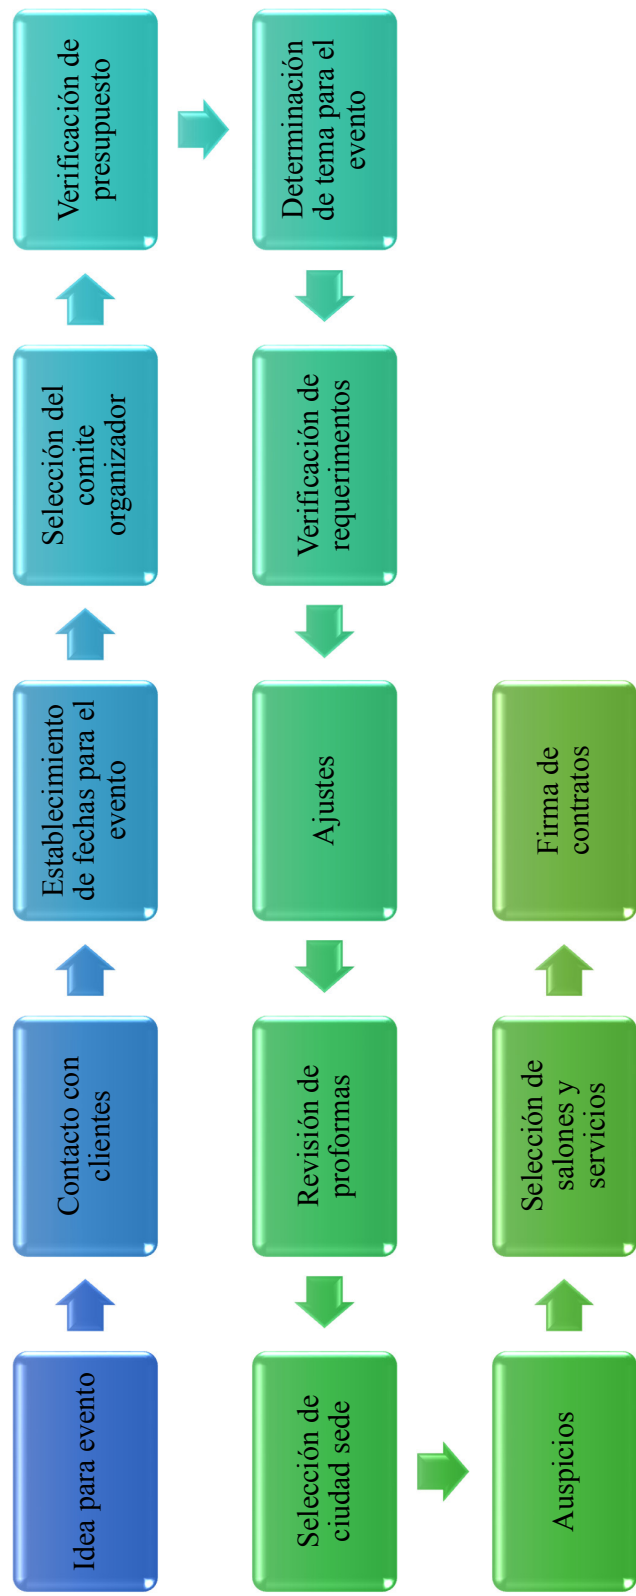 Idea para evento
Contacto con
clientes
Establecimiento
de fechas para el
evento
Selección del
comite
organizador
Verificación de
presupuesto
Determinación
de tema para el
evento
Verificación de
requerimentos
Ajustes
Revisión de
proformas
Selección de
ciudad sede
Auspicios
Selección de
salones y
servicios
Firma de
contratos